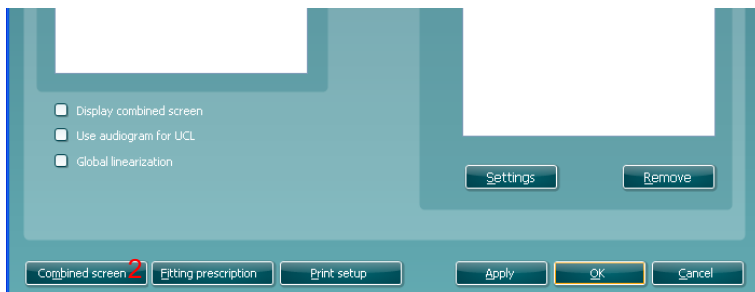 Display combined screen
Use audiogram for UCL
Global linearization
Settings
Remove
Combined screen 2
Fitting prescription
Print setup
Apply
OK
Cancel